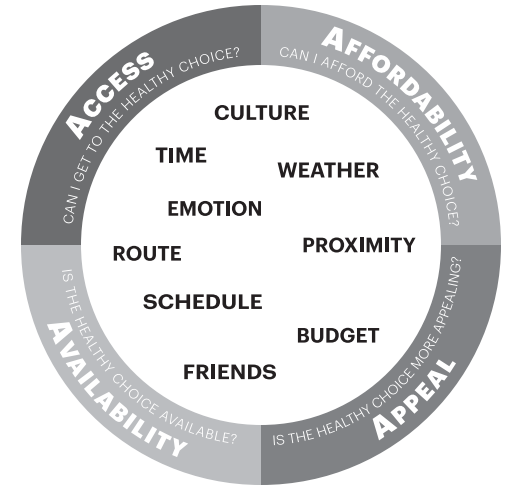 ACCESS
CAN I GET TO THE HEALTHY CHOICE?
AFFORDABILITY
CAN I AFFORD THE HEALTHY CHOICE?
CULTURE
TIME
WEATHER
EMOTION
ROUTE
PROXIMITY
SCHEDULE
BUDGET
FRIENDS
IS THE HEALTHY CHOICE AVAILABLE?
AVAILABILITY
IS THE HEALTHY CHOICE MORE APPEALING?
APPEAL